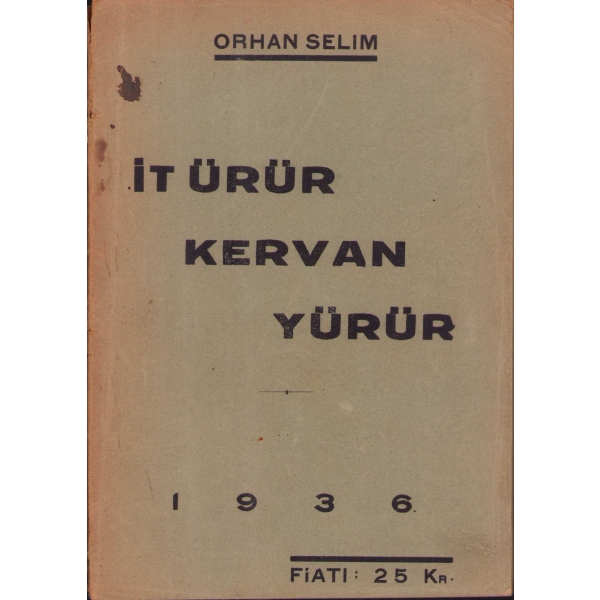 ORHAN SELİM
İT ÜRÜR
KERVAN
YÜRÜR
1936
FİATI: 25 KR.